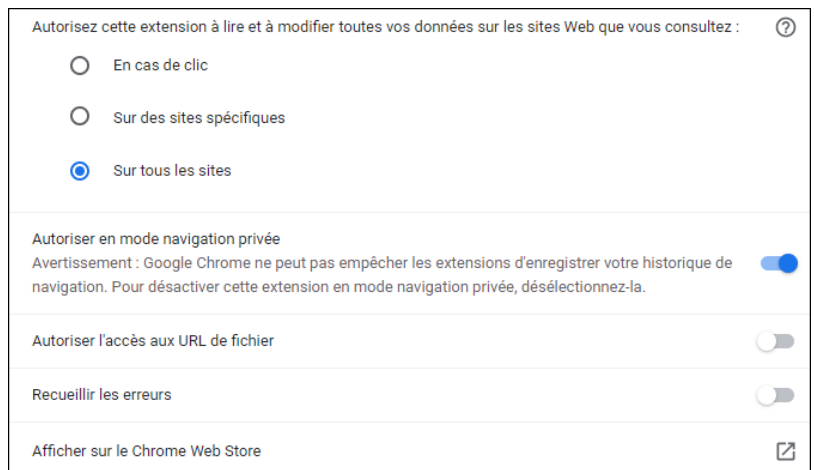 Autorisez cette extension à lire et à modifier toutes vos données sur les sites Web que vous consultez :
En cas de clic
Sur des sites spécifiques
Sur tous les sites
Autoriser en mode navigation privée
Avertissement : Google Chrome ne peut pas empêcher les extensions d'enregistrer votre historique de
navigation. Pour désactiver cette extension en mode navigation privée, désélectionnez-la.
Autoriser l'accès aux URL de fichier
Recueillir les erreurs
Afficher sur le Chrome Web Store